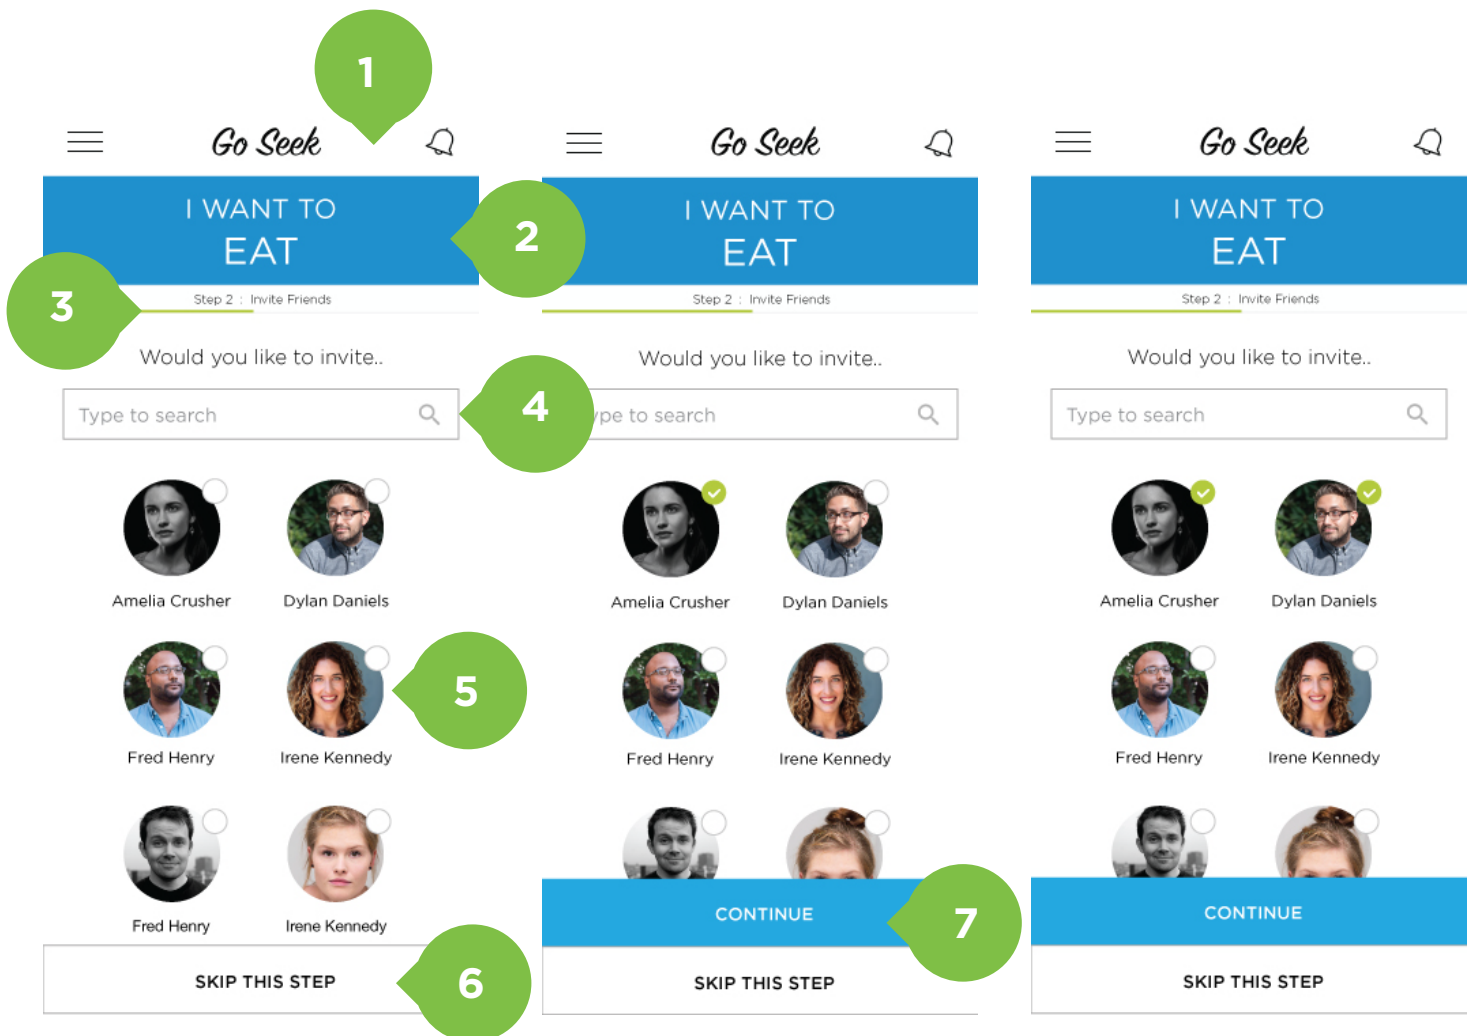 1
Go Seek
I WANT TO
EAT
2
3
Step 2 : Invite Friends
Would you like to invite..
Type to search
4
Amelia Crusher
Dylan Daniels
5
Fred Henry
Irene Kennedy
Fred Henry
Irene Kennedy
SKIP THIS STEP
6
Go Seek
I WANT TO
EAT
Step 2 : Invite Friends
Would you like to invite..
ype to search
Amelia Crusher
Dylan Daniels
Fred Henry
Irene Kennedy
CONTINUE
7
SKIP THIS STEP
Go Seek
I WANT TO
EAT
Step 2 : Invite Friends
Would you like to invite..
Type to search
Amelia Crusher
Dylan Daniels
Fred Henry
Irene Kennedy
CONTINUE
SKIP THIS STEP